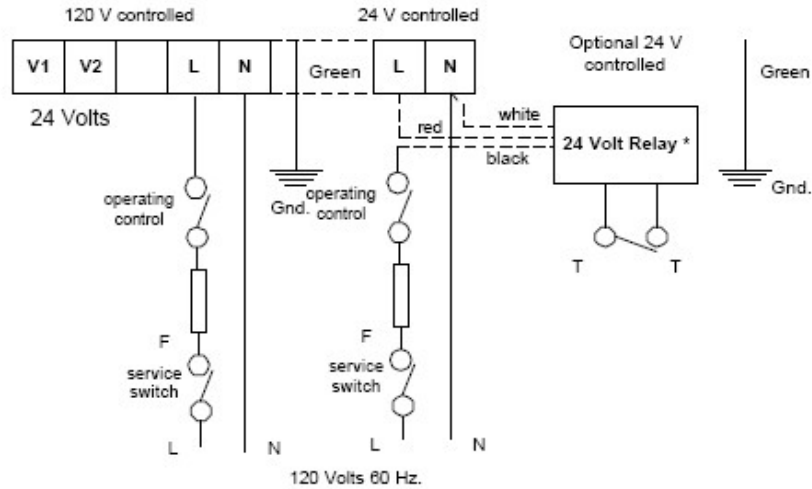 120 V controlled
24 V controlled
Optional 24 V
controlled
V1 V2 L N
Green
L N
Green
24 Volts
white
red
black
24 Volt Relay *
operating
control
Gnd.
operating
control
Gnd.
T T
F
F
service
switch
service
switch
L N
L N
120 Volts 60 Hz.